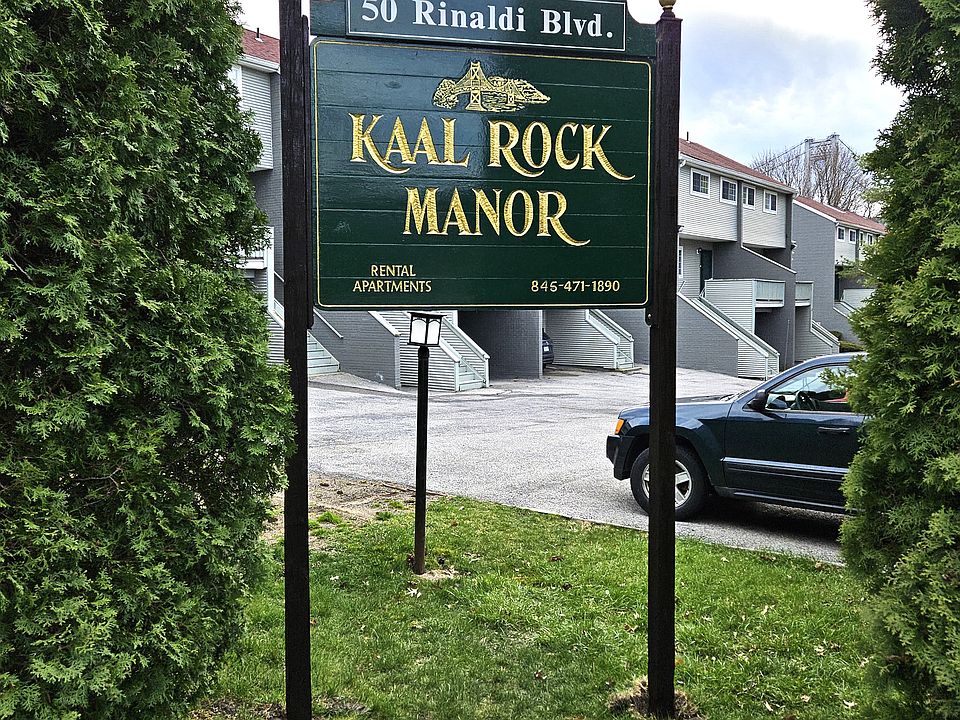 50 Rinaldi Blvd.
KAAL ROCK
MANOR
RENTAL
APARTMENTS
845-471-1890